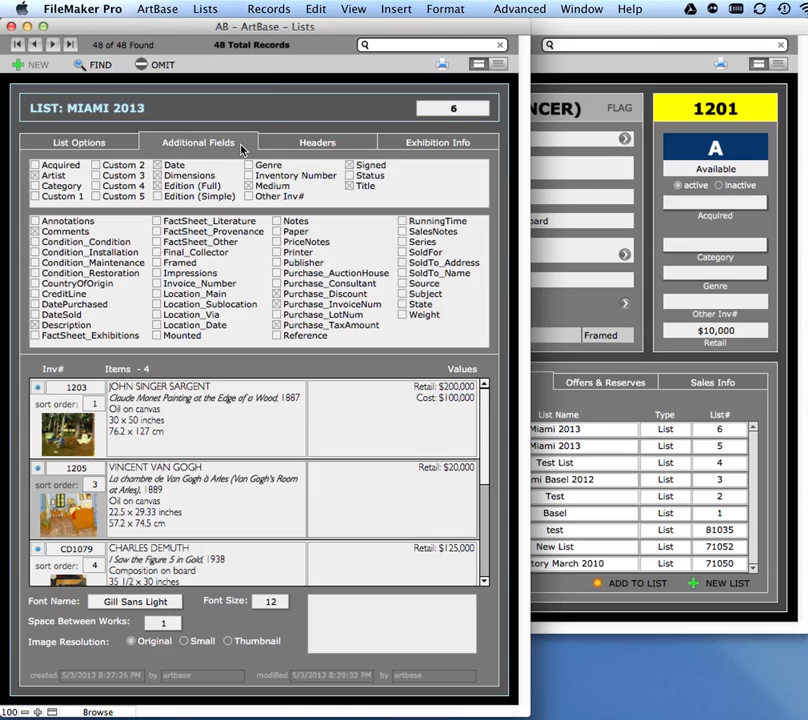 FileMaker Pro ArtBase Lists Records Edit View Insert Format Advanced Window Help
AB – ArtBase – Lists
48 of 48 Found 48 Total Records
NEW FIND OMIT
LIST: MIAMI 2013 6
List Options Additional Fields Headers Exhibition Info
Acquired Custom 2 Date Genre Signed
Artist Custom 3 Dimensions Inventory Number Status
Category Custom 4 Edition (Full) Medium Title
Custom 1 Custom 5 Edition (Simple) Other Inv#
Annotations FactSheet_Literature Notes RunningTime
Comments FactSheet_Provenance Paper SalesNotes
Condition_Condition FactSheet_Other PriceNotes Series
Condition_Installation Final_Collector Printer SoldFor
Condition_Maintenance Framed Publisher SoldTo_Address
Condition_Restoration Impressions Purchase_AuctionHouse SoldTo_Name
CountryOfOrigin Invoice_Number Purchase_Consultant Source
CreditLine Location_Main Purchase_Discount Subject
DatePurchased Location_Sublocation Purchase_InvoiceNum State
DateSold Location_Via Purchase_LotNum Weight
Description Location_Date Purchase_TaxAmount
FactSheet_Exhibitions Mounted Reference
Inv# Items - 4 Values
1203 JOHN SINGER SARGENT Retail: $200,000
Claude Monet Painting at the Edge of a Wood, 1887 Cost: $100,000
sort order: 1 Oil on canvas
30 x 50 inches
76.2 x 127 cm
1205 VINCENT VAN GOGH Retail: $20,000
La chambre de Van Gogh à Arles (Van Gogh's Room
sort order: 3 at Arles), 1889
Oil on canvas
22.5 x 29.33 inches
57.2 x 74.5 cm
CD1079 CHARLES DEMUTH Retail: $125,000
I Saw the Figure 5 in Gold, 1938
sort order: 4 Composition on board
35 1/2 x 30 inches
Font Name: Gill Sans Light Font Size: 12
Space Between Works: 1
Image Resolution: Original Small Thumbnail
created 5/3/2013 8:27:26 PM by artbase modified 5/3/2013 8:29:32 PM by artbase
100 Browse
NCER) FLAG 1201
A
Available
active inactive
Acquired
oard
Category
Genre
Other Inv#
Framed $10,000
Retail
Offers & Reserves Sales Info
List Name Type List#
Miami 2013 List 6
Miami 2013 List 5
Test List List 4
mi Basel 2012 List 3
Test List 2
Basel List 1
test List 81035
New List List 71052
tory March 2010 List 71050
ADD TO LIST NEW LIST